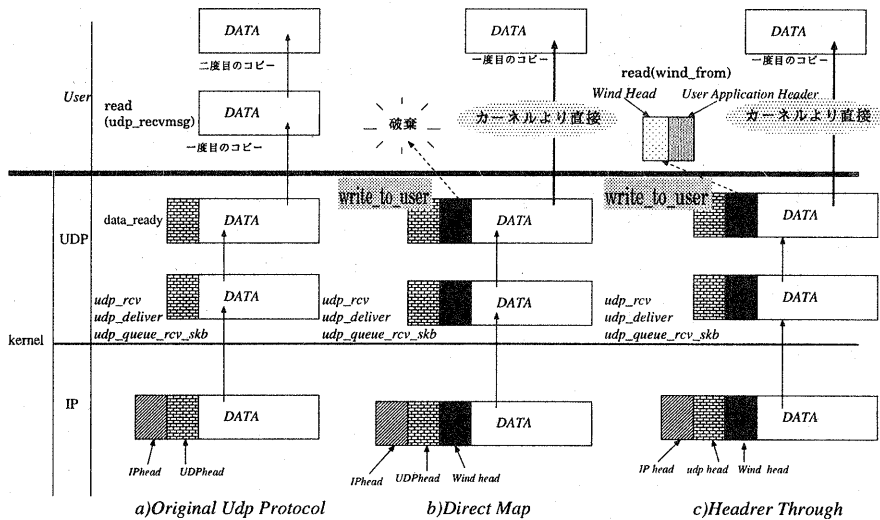 DATA
二度目のコピー
User
read
(udp_recvmsg)
DATA
一度目のコピー
data_ready
DATA
UDP
udp_rcv
udp_deliver
udp_queue_rcv_skb
DATA
kernel
IP
DATA
IPhead
UDPhead
a)Original Udp Protocol
DATA
一度目のコピー
破棄
カーネルより直接
write_to_user
DATA
udp_rcv
udp_deliver
udp_queue_rcv_skb
DATA
DATA
IPhead
UDPhead
Wind head
b)Direct Map
DATA
一度目のコピー
read(wind_from)
Wind Head
User Application Header
カーネルより直接
write_to_user
DATA
udp_rcv
udp_deliver
udp_queue_rcv_skb
DATA
DATA
IP head
udp head
Wind head
c)Headrer Through